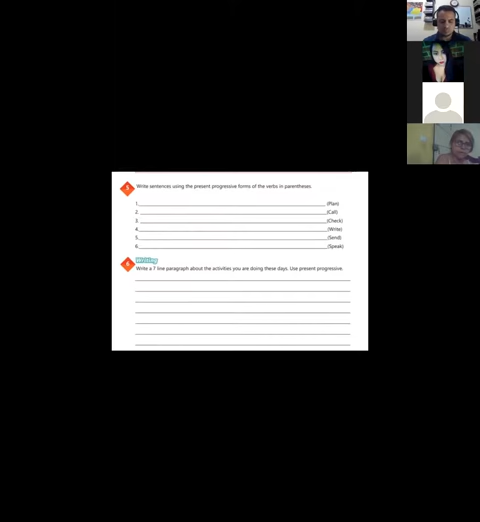 5 Write sentences using the present progressive forms of the verbs in parentheses.
1. (Plan)
2. (Call)
3. (Check)
4. (Write)
5. (Send)
6. (Speak)
6 Writing
Write a 7 line paragraph about the activities you are doing these days. Use present progressive.